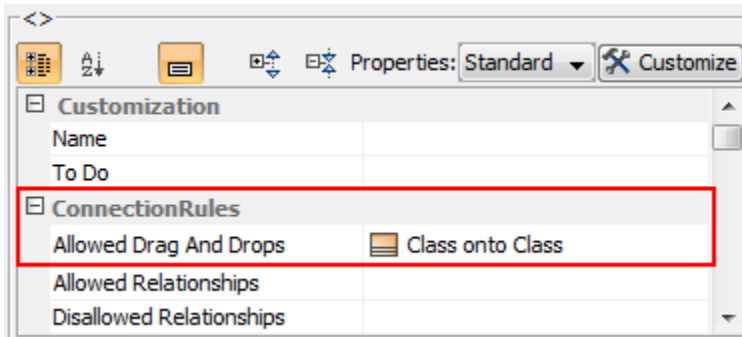 <>
Properties: Standard Customize
Customization
Name
To Do
ConnectionRules
Allowed Drag And Drops Class onto Class
Allowed Relationships
Disallowed Relationships